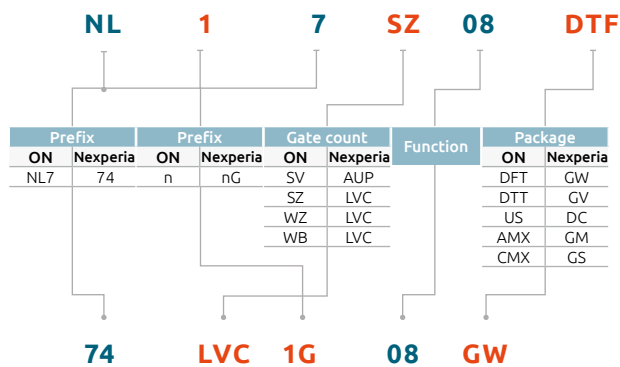 NL 1 7 SZ 08 DTF
Prefix Prefix Gate count Function Package
ON Nexperia ON Nexperia ON Nexperia ON Nexperia
NL7 74 n nG SV AUP DFT GW
SZ LVC DTT GV
WZ LVC US DC
WB LVC AMX GM
CMX GS
74 LVC 1G 08 GW